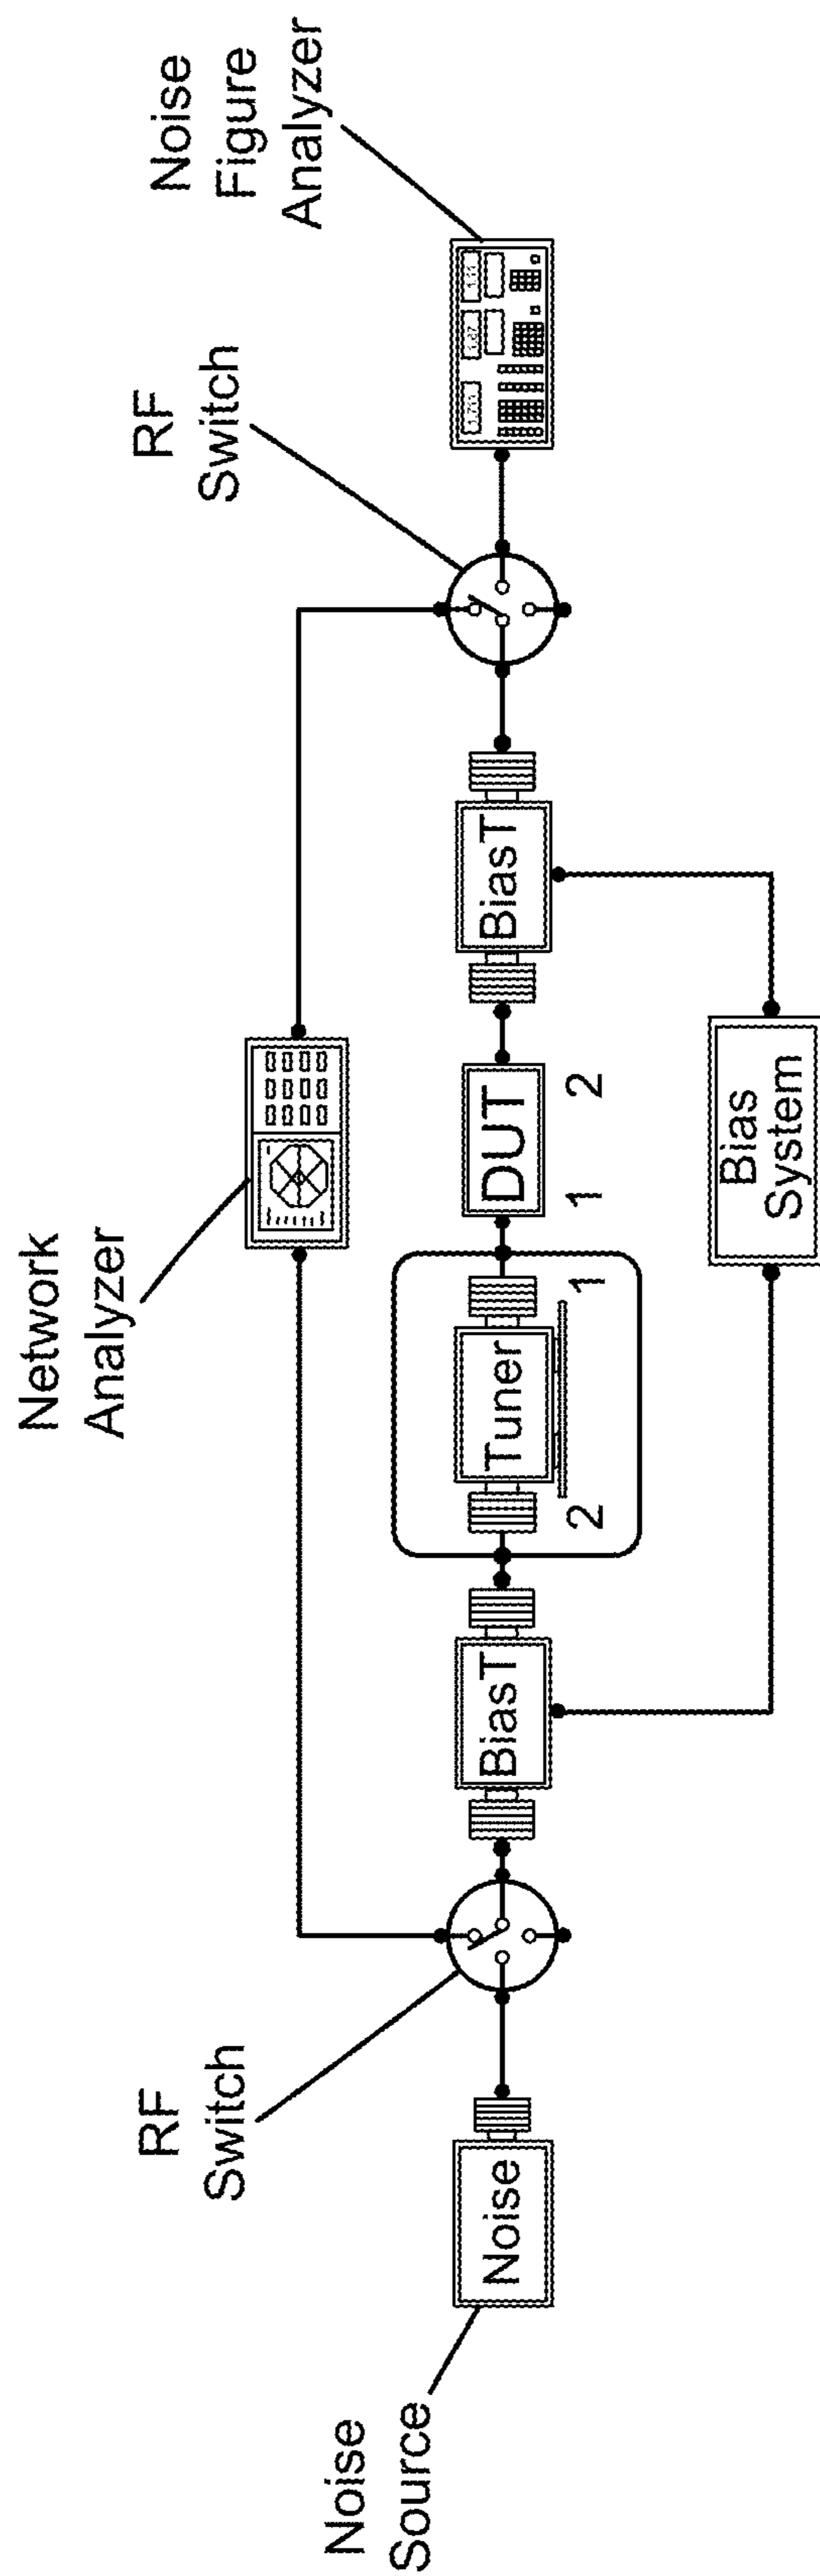 Network
Analyzer
RF
Switch
RF
Switch
Noise
Figure
Analyzer
Noise
Source
Noise
BiasT
Tuner
2
1
DUT
1
2
BiasT
Bias
System